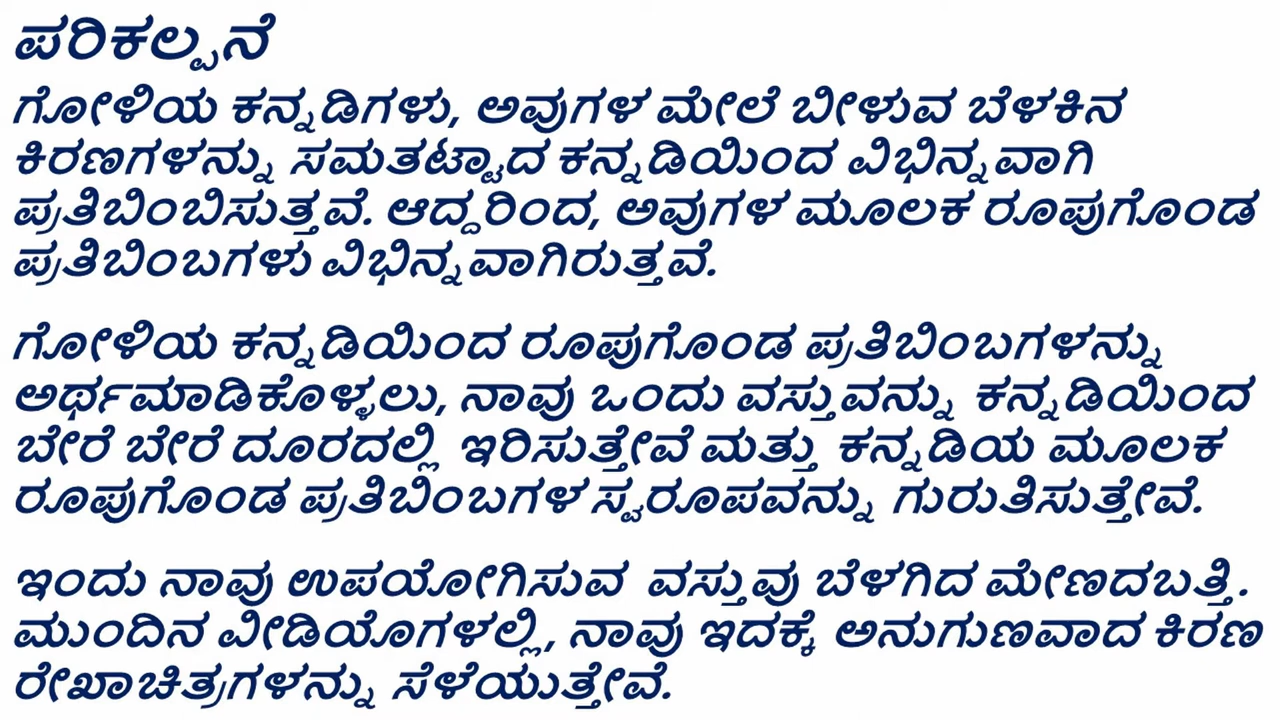 ಪರಿಕಲ್ಪನೆ
ಗೋಳಿಯ ಕನ್ನಡಿಗಳು, ಅವುಗಳ ಮೇಲೆ ಬೀಳುವ ಬೆಳಕಿನ
ಕಿರಣಗಳನ್ನು ಸಮತಟ್ಟಾದ ಕನ್ನಡಿಯಿಂದ ವಿಭಿನ್ನವಾಗಿ
ಪ್ರತಿಬಿಂಬಿಸುತ್ತವೆ. ಆದ್ದರಿಂದ, ಅವುಗಳ ಮೂಲಕ ರೂಪುಗೊಂಡ
ಪ್ರತಿಬಿಂಬಗಳು ವಿಭಿನ್ನವಾಗಿರುತ್ತವೆ.
ಗೋಳಿಯ ಕನ್ನಡಿಯಿಂದ ರೂಪುಗೊಂಡ ಪ್ರತಿಬಿಂಬಗಳನ್ನು
ಅರ್ಥಮಾಡಿಕೊಳ್ಳಲು, ನಾವು ಒಂದು ವಸ್ತುವನ್ನು ಕನ್ನಡಿಯಿಂದ
ಬೇರೆ ಬೇರೆ ದೂರದಲ್ಲಿ ಇರಿಸುತ್ತೇವೆ ಮತ್ತು ಕನ್ನಡಿಯ ಮೂಲಕ
ರೂಪುಗೊಂಡ ಪ್ರತಿಬಿಂಬಗಳ ಸ್ವರೂಪವನ್ನು ಗುರುತಿಸುತ್ತೇವೆ.
ಇಂದು ನಾವು ಉಪಯೋಗಿಸುವ ವಸ್ತುವು ಬೆಳಗಿದ ಮೇಣದಬತ್ತಿ.
ಮುಂದಿನ ವೀಡಿಯೊಗಳಲ್ಲಿ, ನಾವು ಇದಕ್ಕೆ ಅನುಗುಣವಾದ ಕಿರಣ
ರೇಖಾಚಿತ್ರಗಳನ್ನು ಸೆಳೆಯುತ್ತೇವೆ.